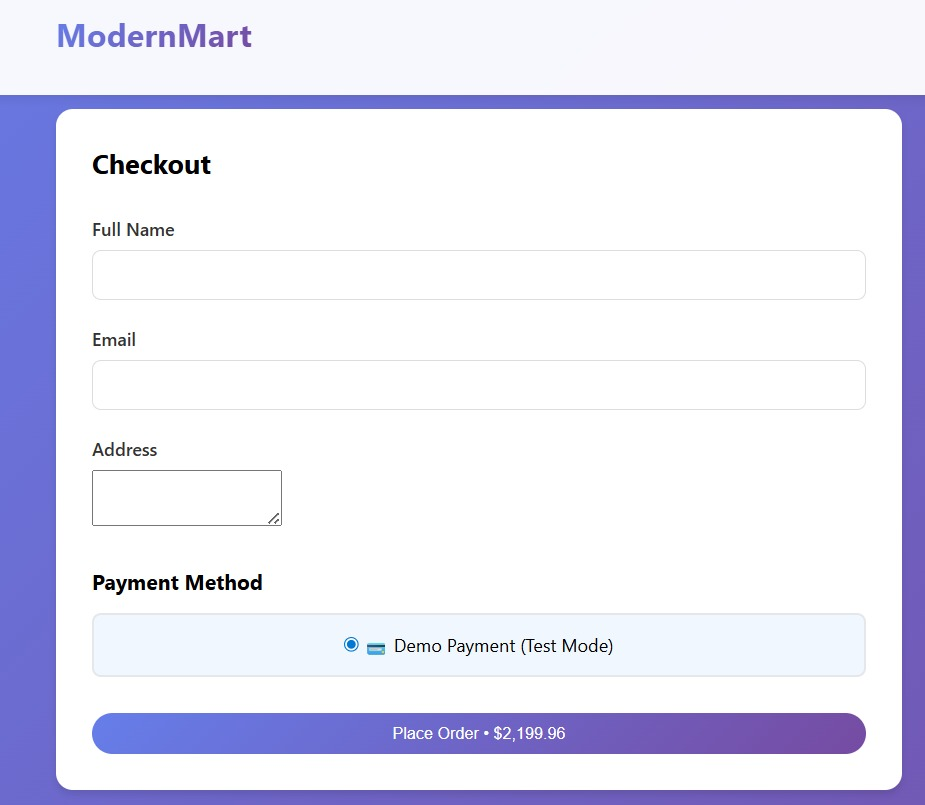 ModernMart
Checkout
Full Name
Email
Address
Payment Method
Demo Payment (Test Mode)
Place Order • $2,199.96